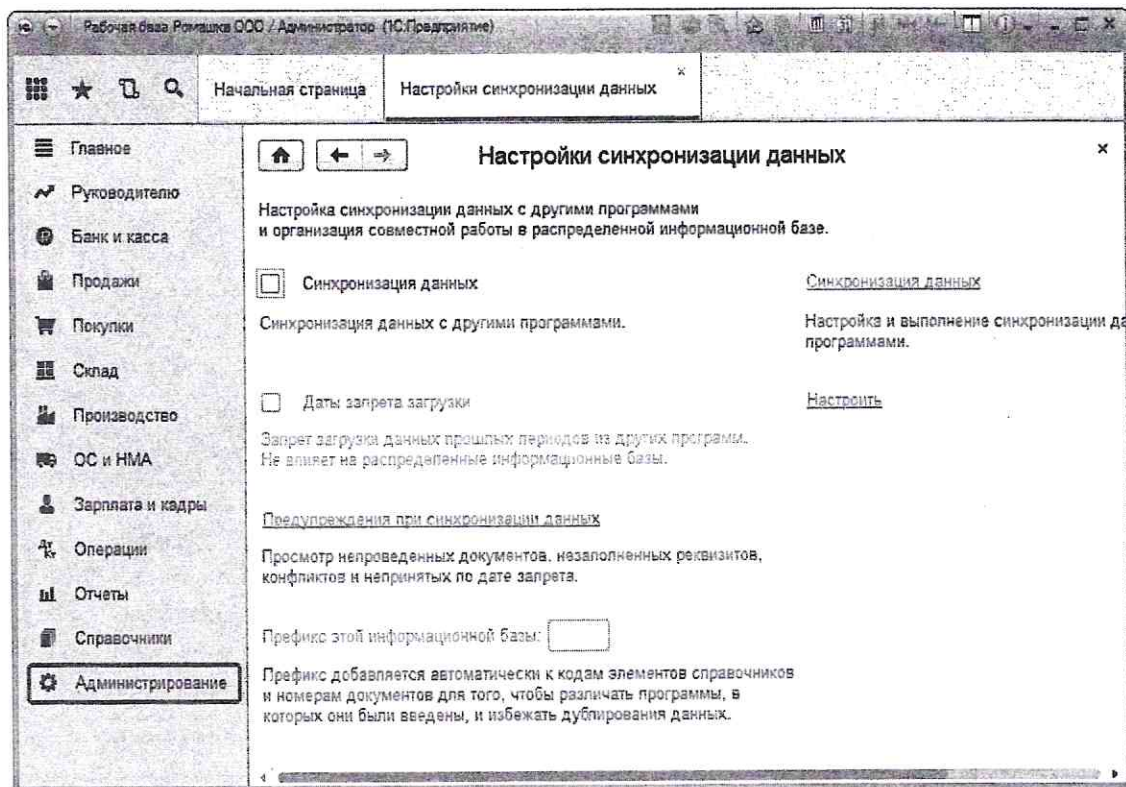 Рабочая база Ромашка ООО / Администратор (1С:Предприятие)
Начальная страница
Настройки синхронизации данных
Главное
Руководителю
Банк и касса
Продажи
Покупки
Склад
Производство
ОС и НМА
Зарплата и кадры
Операции
Отчеты
Справочники
Администрирование
Настройки синхронизации данных
Настройка синхронизации данных с другими программами
и организация совместной работы в распределенной информационной базе.
Синхронизация данных
Синхронизация данных
Синхронизация данных с другими программами.
Настройка и выполнение синхронизации да
программами.
Даты запрета загрузки
Настроить
Запрет загрузки данных прошлых периодов из других программ.
Не влияет на распределенные информационные базы.
Предупреждения при синхронизации данных
Просмотр непроведенных документов, незаполненных реквизитов,
конфликтов и непринятых по дате запрета.
Префикс этой информационной базы:
Префикс добавляется автоматически к кодам элементов справочников
и номерам документов для того, чтобы различать программы, в
которых они были введены, и избежать дублирования данных.